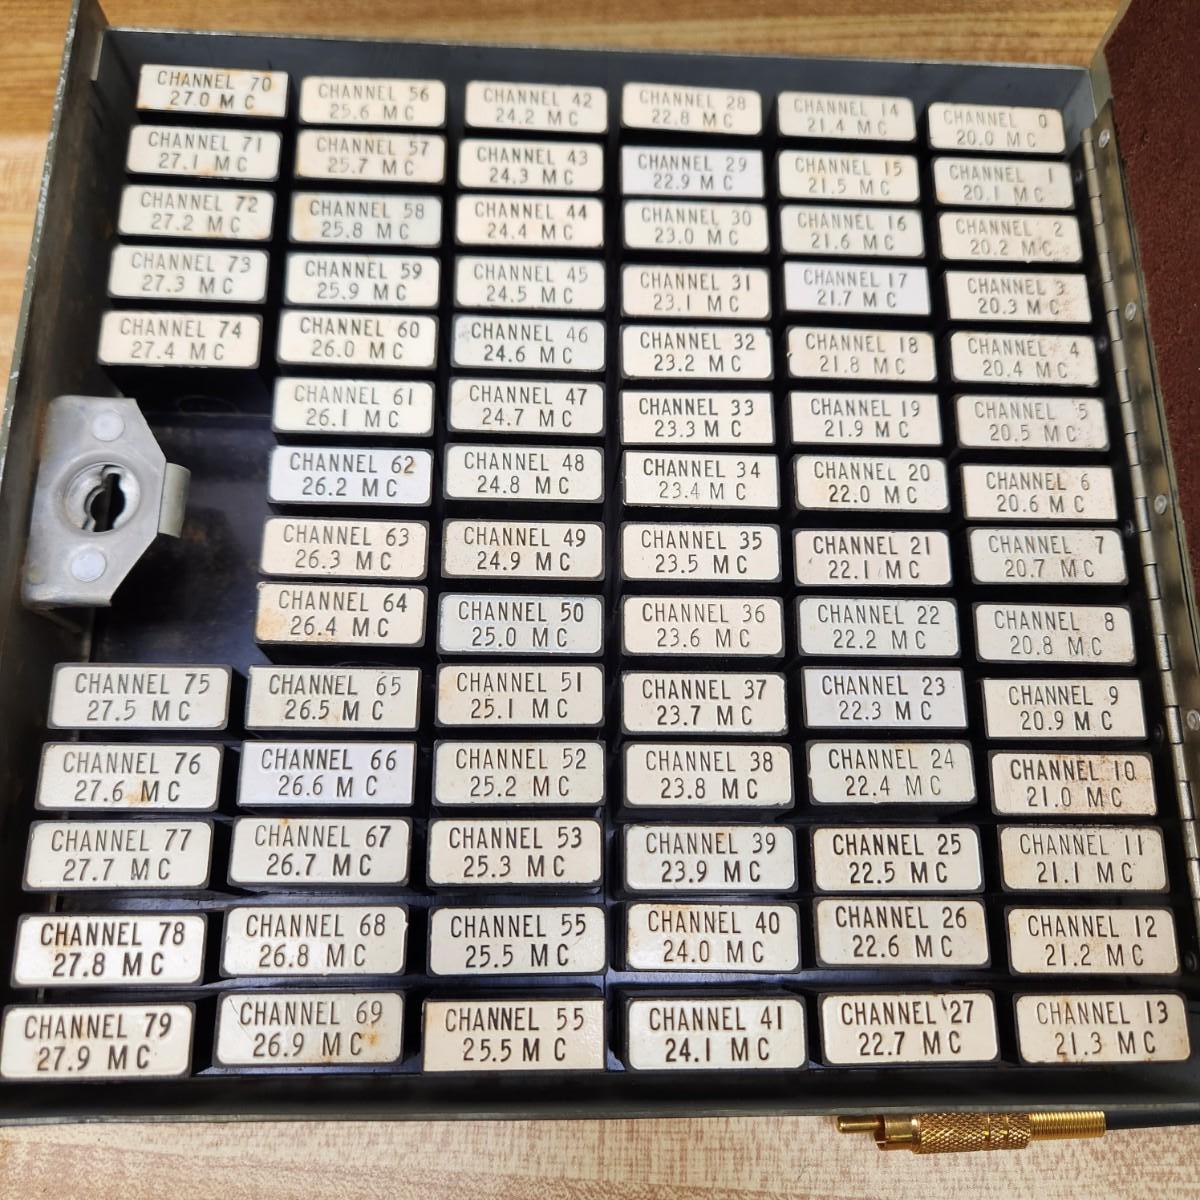 CHANNEL 70
27.0 MC
CHANNEL 56
25.6 MC
CHANNEL 42
24.2 MC
CHANNEL 28
22.8 MC
CHANNEL 14
21.4 MC
CHANNEL 0
20.0 MC
CHANNEL 71
27.1 MC
CHANNEL 57
25.7 MC
CHANNEL 43
24.3 MC
CHANNEL 29
22.9 MC
CHANNEL 15
21.5 MC
CHANNEL 1
20.1 MC
CHANNEL 72
27.2 MC
CHANNEL 58
25.8 MC
CHANNEL 44
24.4 MC
CHANNEL 30
23.0 MC
CHANNEL 16
21.6 MC
CHANNEL 2
20.2 MC
CHANNEL 73
27.3 MC
CHANNEL 59
25.9 MC
CHANNEL 45
24.5 MC
CHANNEL 31
23.1 MC
CHANNEL 17
21.7 MC
CHANNEL 3
20.3 MC
CHANNEL 74
27.4 MC
CHANNEL 60
26.0 MC
CHANNEL 46
24.6 MC
CHANNEL 32
23.2 MC
CHANNEL 18
21.8 MC
CHANNEL 4
20.4 MC
CHANNEL 61
26.1 MC
CHANNEL 47
24.7 MC
CHANNEL 33
23.3 MC
CHANNEL 19
21.9 MC
CHANNEL 5
20.5 MC
CHANNEL 62
26.2 MC
CHANNEL 48
24.8 MC
CHANNEL 34
23.4 MC
CHANNEL 20
22.0 MC
CHANNEL 6
20.6 MC
CHANNEL 63
26.3 MC
CHANNEL 49
24.9 MC
CHANNEL 35
23.5 MC
CHANNEL 21
22.1 MC
CHANNEL 7
20.7 MC
CHANNEL 64
26.4 MC
CHANNEL 50
25.0 MC
CHANNEL 36
23.6 MC
CHANNEL 22
22.2 MC
CHANNEL 8
20.8 MC
CHANNEL 75
27.5 MC
CHANNEL 65
26.5 MC
CHANNEL 51
25.1 MC
CHANNEL 37
23.7 MC
CHANNEL 23
22.3 MC
CHANNEL 9
20.9 MC
CHANNEL 76
27.6 MC
CHANNEL 66
26.6 MC
CHANNEL 52
25.2 MC
CHANNEL 38
23.8 MC
CHANNEL 24
22.4 MC
CHANNEL 10
21.0 MC
CHANNEL 77
27.7 MC
CHANNEL 67
26.7 MC
CHANNEL 53
25.3 MC
CHANNEL 39
23.9 MC
CHANNEL 25
22.5 MC
CHANNEL 11
21.1 MC
CHANNEL 78
27.8 MC
CHANNEL 68
26.8 MC
CHANNEL 55
25.5 MC
CHANNEL 40
24.0 MC
CHANNEL 26
22.6 MC
CHANNEL 12
21.2 MC
CHANNEL 79
27.9 MC
CHANNEL 69
26.9 MC
CHANNEL 55
25.5 MC
CHANNEL 41
24.1 MC
CHANNEL 27
22.7 MC
CHANNEL 13
21.3 MC